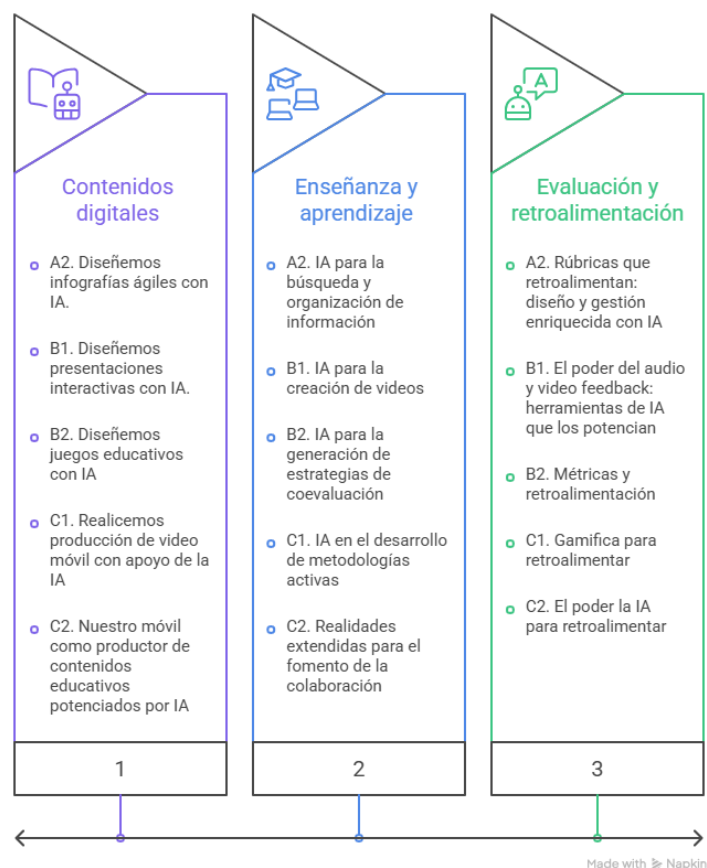 A
Contenidos
digitales
A2. Diseñemos
infografías ágiles con
IA.
B1. Diseñemos
presentaciones
interactivas con IA.
B2. Diseñemos
juegos educativos
con IA
C1. Realicemos
producción de video
móvil con apoyo de la
IA
C2. Nuestro móvil
como productor de
contenidos
educativos
potenciados por IA
1
Enseñanza y
aprendizaje
A2. IA para la
búsqueda y
organización de
información
B1. IA para la
creación de videos
B2. IA para la
generación de
estrategias de
coevaluación
C1. IA en el desarrollo
de metodologías
activas
C2. Realidades
extendidas para el
fomento de la
colaboración
2
Evaluación y
retroalimentación
A2. Rúbricas que
retroalimentan:
diseño y gestión
enriquecida con IA
B1. El poder del audio
y video feedback:
herramientas de IA
que los potencian
B2. Métricas y
retroalimentación
C1. Gamifica para
retroalimentar
C2. El poder la IA
para retroalimentar
3
Made with Napkin